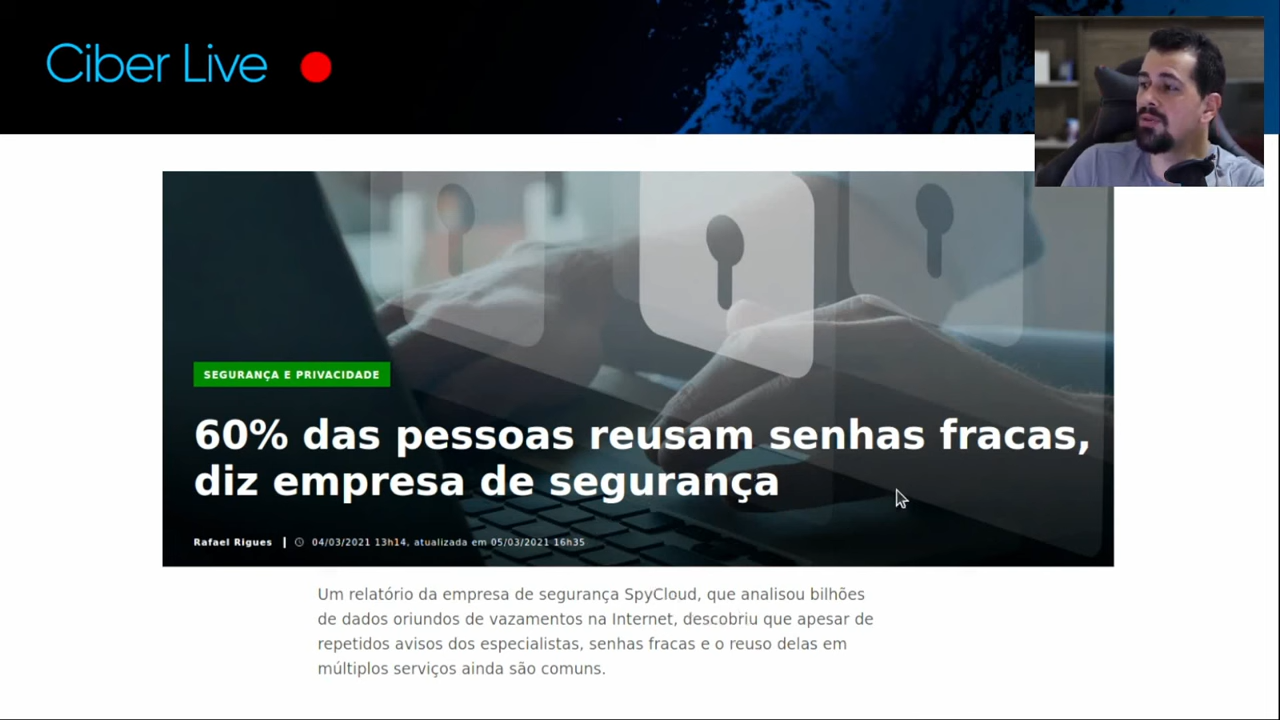 Ciber Live
SEGURANÇA E PRIVACIDADE
60% das pessoas reusam senhas fracas,
diz empresa de segurança
Rafael Rigues | 04/03/2021 13h14, atualizada em 05/03/2021 16h35
Um relatório da empresa de segurança SpyCloud, que analisou bilhões
de dados oriundos de vazamentos na Internet, descobriu que apesar de
repetidos avisos dos especialistas, senhas fracas e o reuso delas em
múltiplos serviços ainda são comuns.